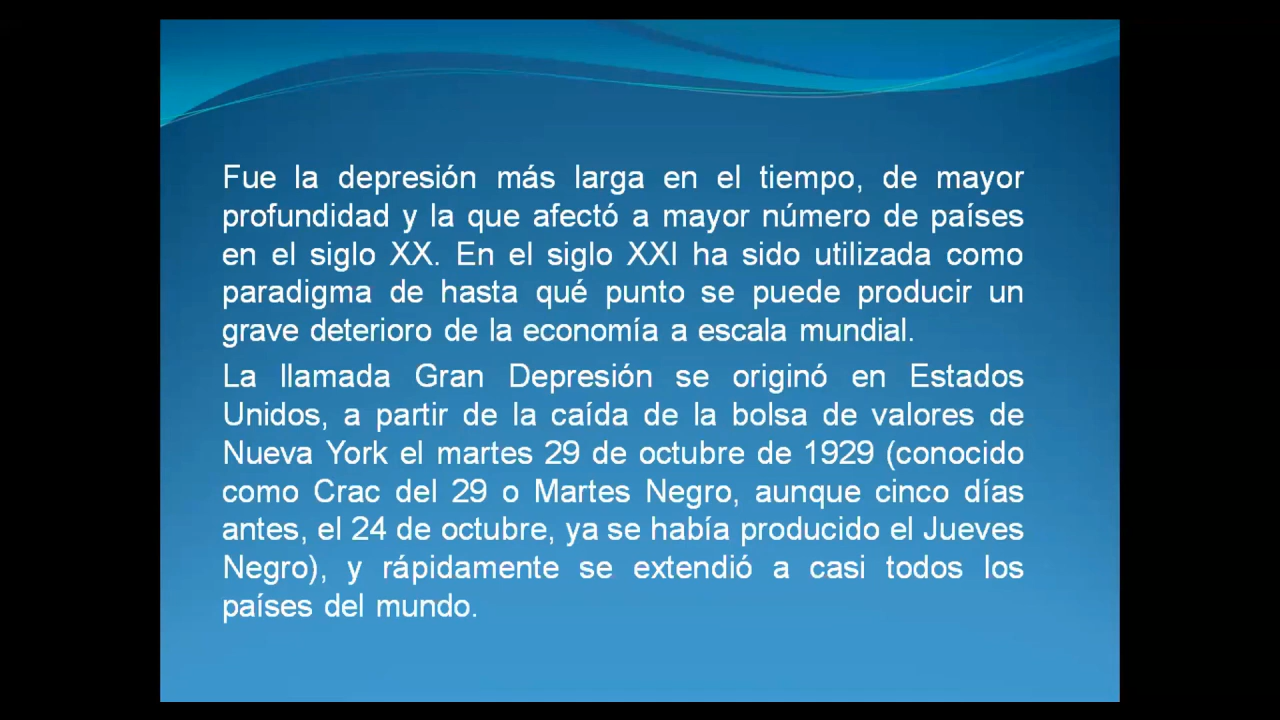 Fue la depresión más larga en el tiempo, de mayor
profundidad y la que afectó a mayor número de países
en el siglo XX. En el siglo XXI ha sido utilizada como
paradigma de hasta qué punto se puede producir un
grave deterioro de la economía a escala mundial.
La llamada Gran Depresión se originó en Estados
Unidos, a partir de la caída de la bolsa de valores de
Nueva York el martes 29 de octubre de 1929 (conocido
como Crac del 29 o Martes Negro, aunque cinco días
antes, el 24 de octubre, ya se había producido el Jueves
Negro), y rápidamente se extendió a casi todos los
países del mundo.